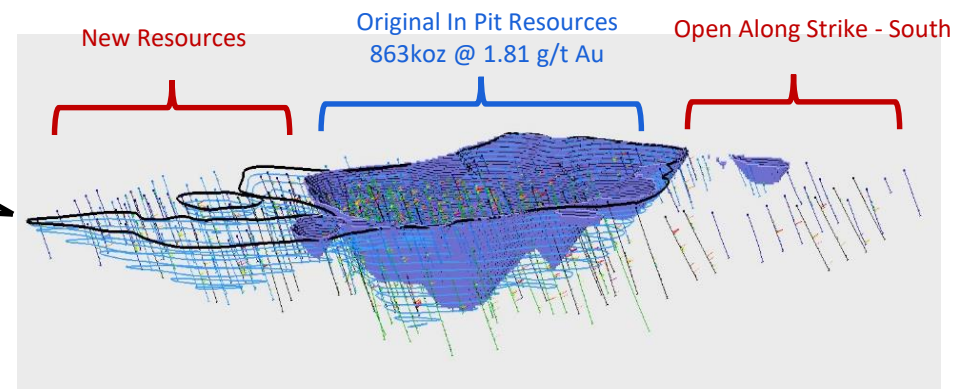 New Resources
Original In Pit Resources
863koz @ 1.81 g/t Au
Open Along Strike - South